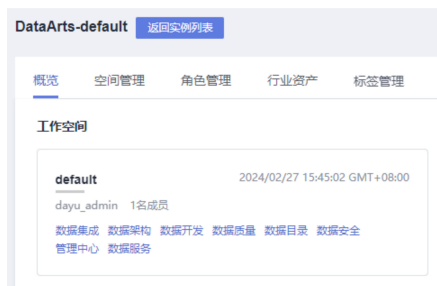 DataArts-default 返回实例列表
概览 空间管理 角色管理 行业资产 标签管理
工作空间
default 2024/02/27 15:45:02 GMT+08:00
dayu_admin 1名成员
数据集成 数据架构 数据开发 数据质量 数据目录 数据安全
管理中心 数据服务